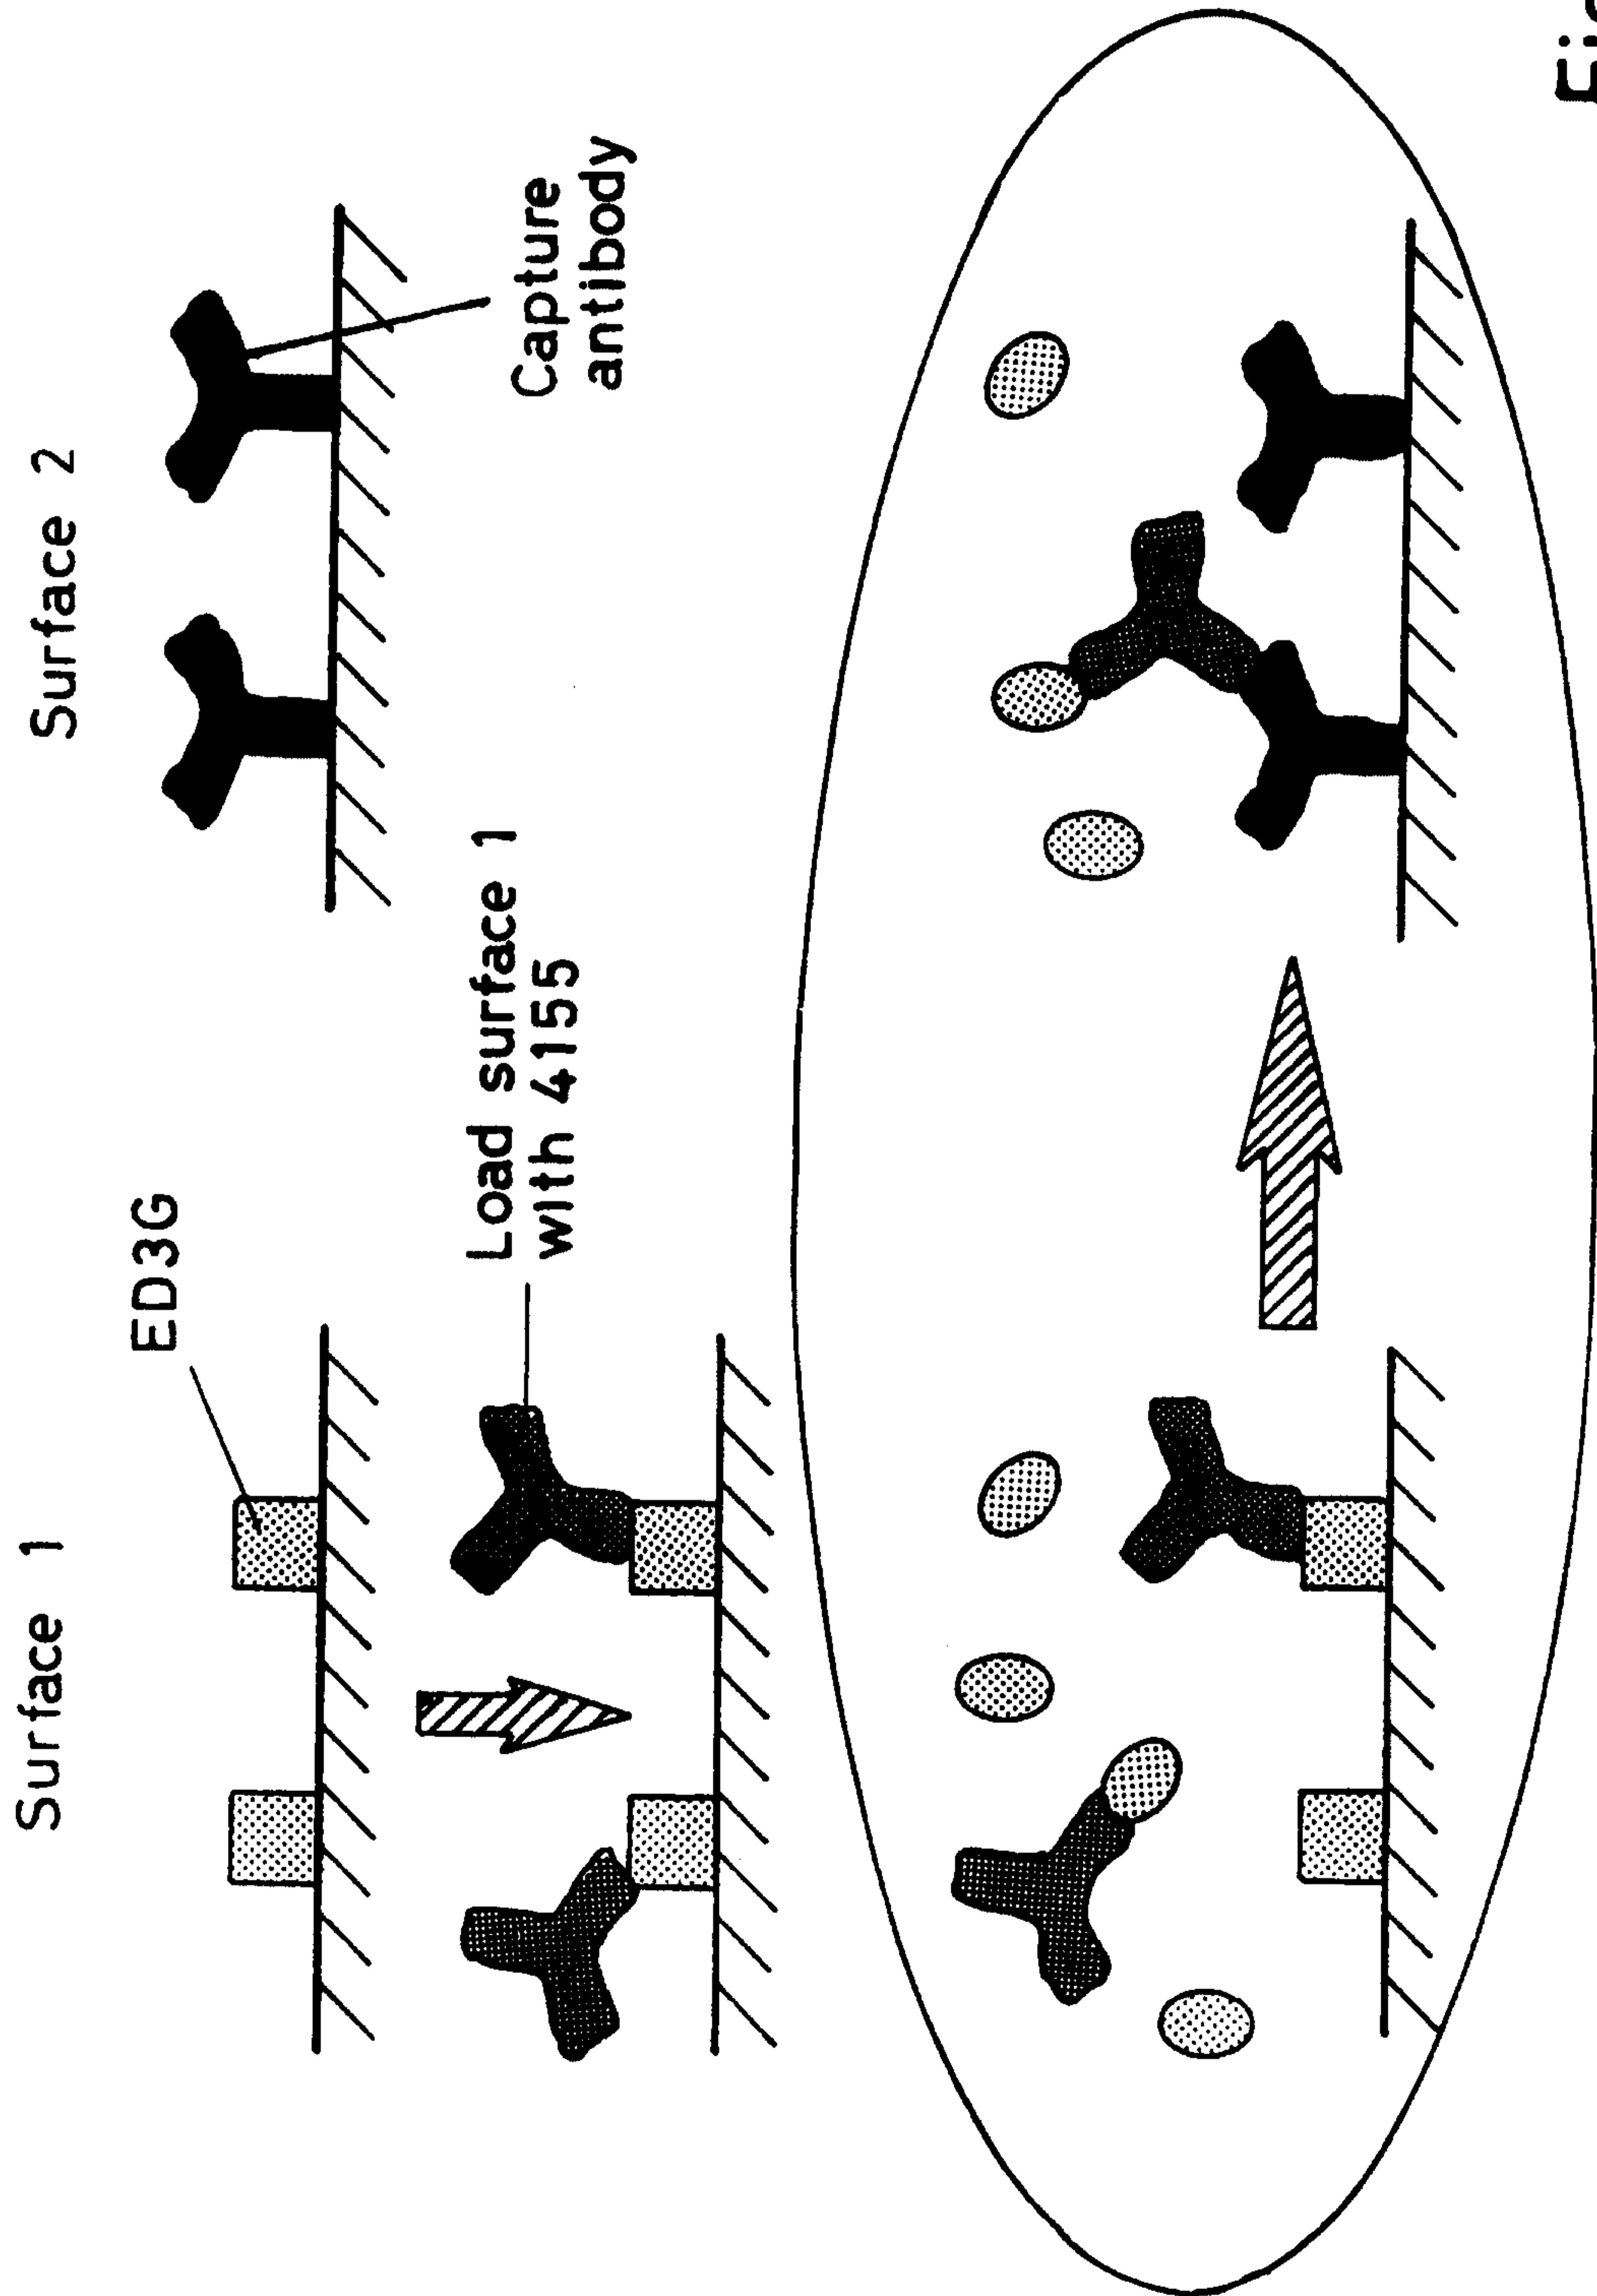 Surface 1
Surface 2
ED3G
Capture
antibody
Load surface 1
with 4155